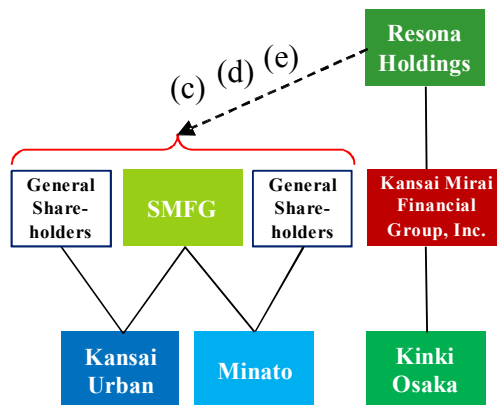 Resona
Holdings
(c) (d) (e)
General
Share-
holders
SMFG
General
Share-
holders
Kansai Mirai
Financial
Group, Inc.
Kansai
Urban
Minato
Kinki
Osaka